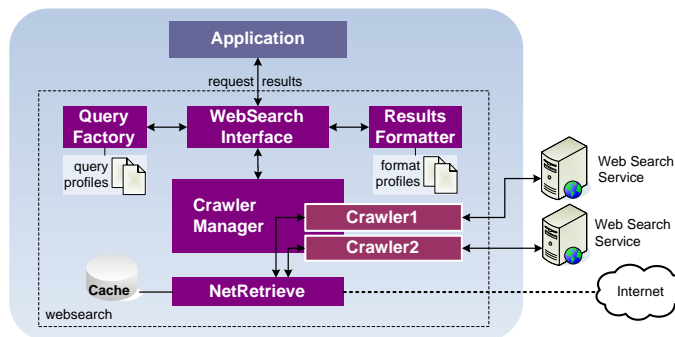 Application
request results
Query
Factory
WebSearch
Interface
Results
Formatter
query
profiles
format
profiles
Web Search
Service
Crawler
Manager
Crawler1
Crawler2
Web Search
Service
Cache
NetRetrieve
Internet
websearch